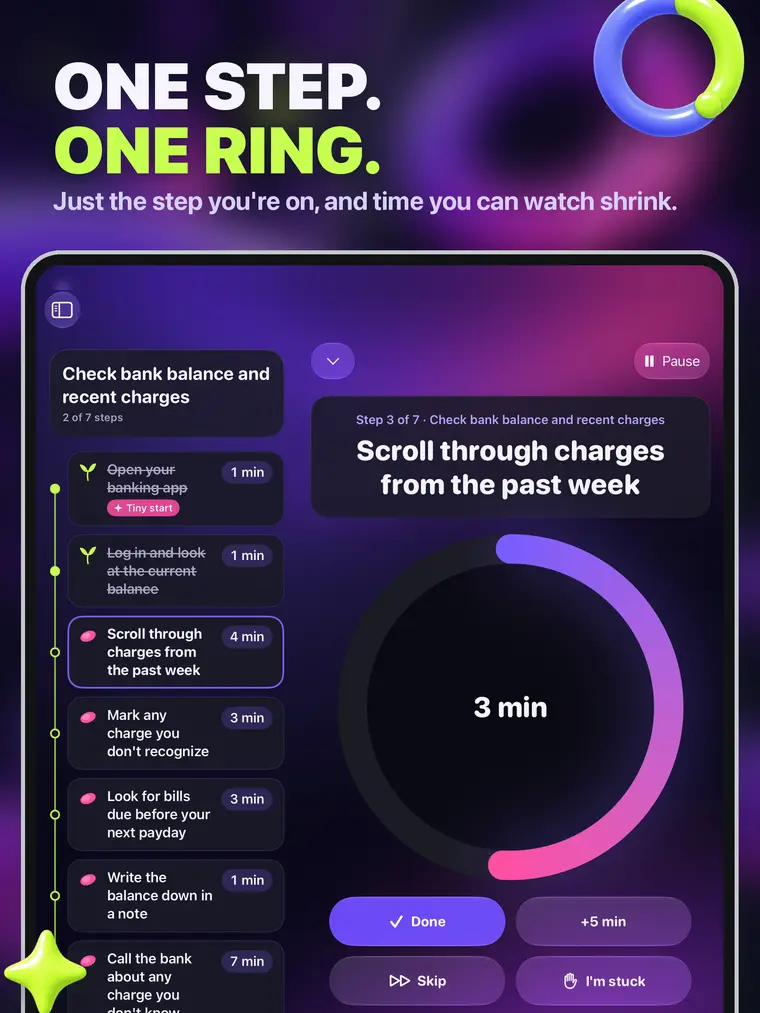 ONE STEP.
ONE RING.
Just the step you're on, and time you can watch shrink.
Check bank balance and
recent charges
2 of 7 steps
Open your
banking app
1 min
Tiny start
Log in and look
at the current
balance
1 min
Scroll through
charges from
the past week
4 min
Mark any
charge you
don't recognize
3 min
Look for bills
due before your
next payday
3 min
Write the
balance down in
a note
1 min
Call the bank
about any
charge you
don't know
7 min
Pause
Step 3 of 7 · Check bank balance and recent charges
Scroll through charges
from the past week
3 min
Done
+5 min
Skip
I'm stuck